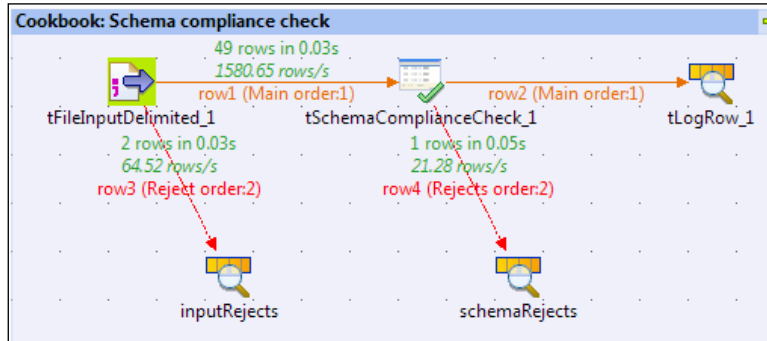 Cookbook: Schema compliance check
49 rows in 0.03s
1580.65 rows/s
row1 (Main order:1)
row2 (Main order:1)
tFileInputDelimited_1
tSchemaComplianceCheck_1
tLogRow_1
2 rows in 0.03s
64.52 rows/s
row3 (Reject order:2)
1 rows in 0.05s
21.28 rows/s
row4 (Rejects order:2)
inputRejects
schemaRejects